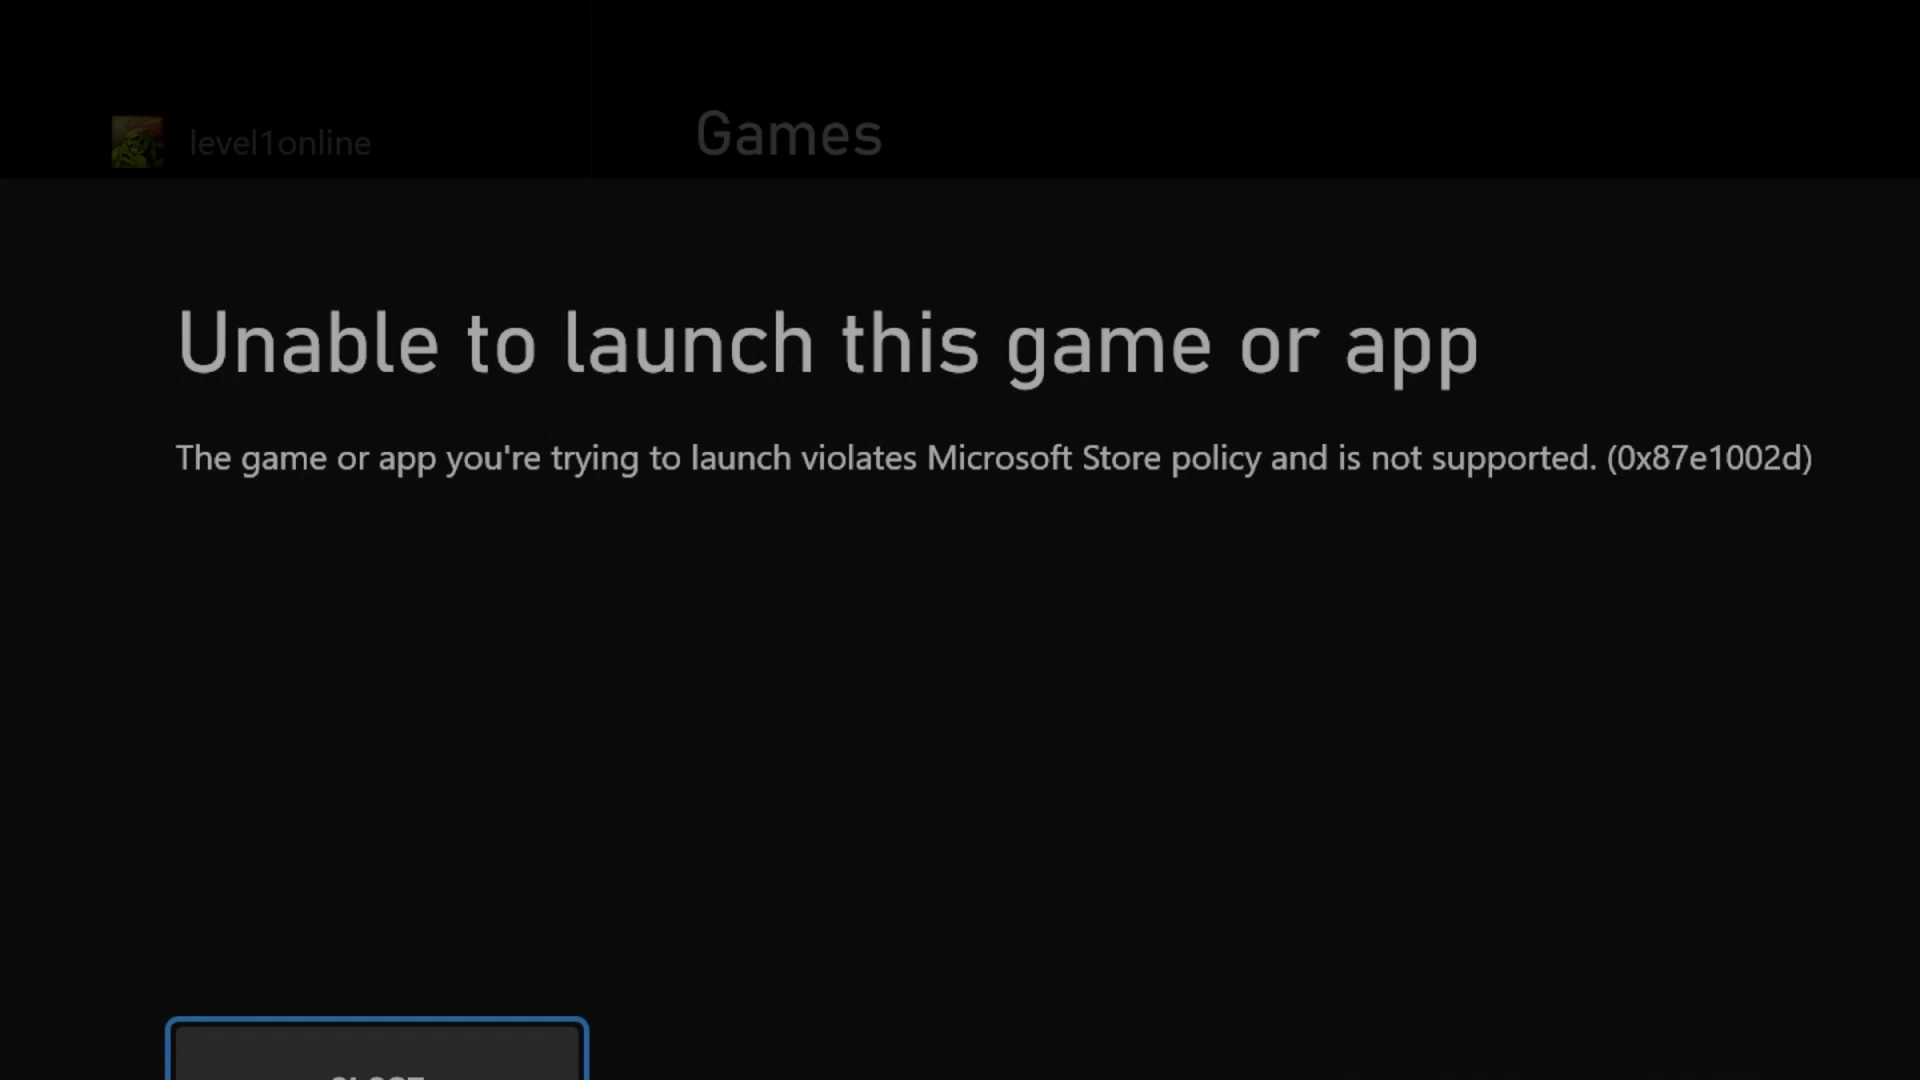 level1online
Games
Unable to launch this game or app
The game or app you're trying to launch violates Microsoft Store policy and is not supported. (0x87e1002d)